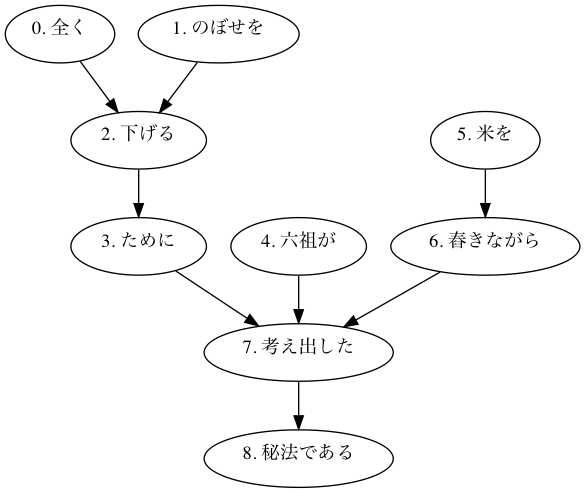 0. 全く
1. のぼせを
2. 下げる
5. 米を
3. ために
4. 六祖が
6. 舂きながら
7. 考え出した
8. 秘法である